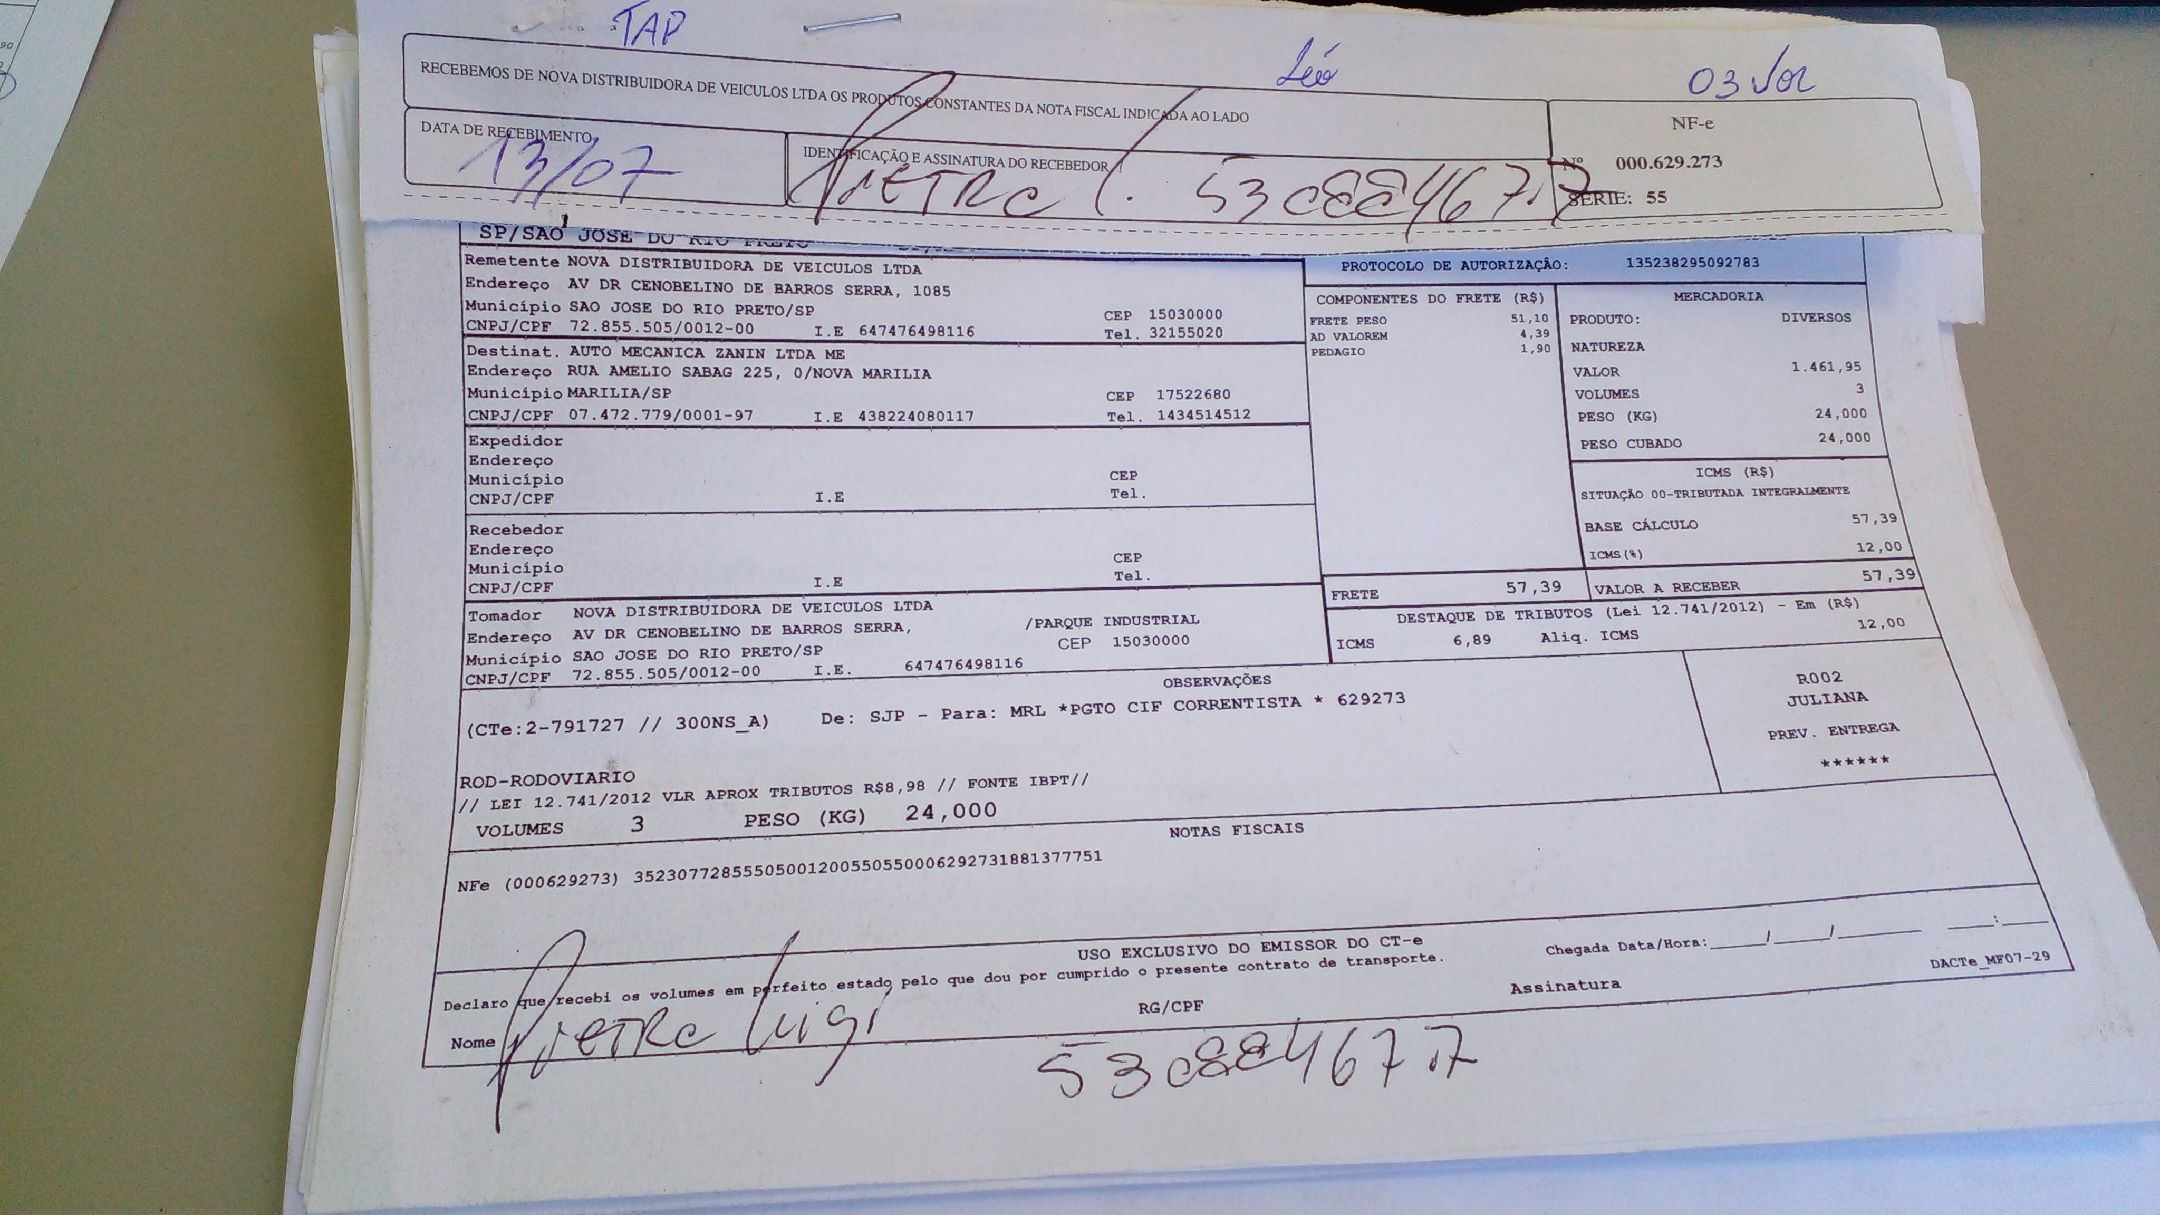 TAP
Léo
03 Vol
RECEBEMOS DE NOVA DISTRIBUIDORA DE VEICULOS LTDA OS PRODUTOS CONSTANTES DA NOTA FISCAL INDICADA AO LADO
NF-e
Nº 000.629.273
SERIE: 55
DATA DE RECEBIMENTO
13/07
IDENTIFICAÇÃO E ASSINATURA DO RECEBEDOR
SP/SAO JOSE DO RIO PRETO
Remetente NOVA DISTRIBUIDORA DE VEICULOS LTDA
Endereço AV DR CENOBELINO DE BARROS SERRA, 1085
Município SAO JOSE DO RIO PRETO/SP CEP 15030000
CNPJ/CPF 72.855.505/0012-00 I.E 647476498116 Tel. 32155020
Destinat. AUTO MECANICA ZANIN LTDA ME
Endereço RUA AMELIO SABAG 225, 0/NOVA MARILIA
Município MARILIA/SP CEP 17522680
CNPJ/CPF 07.472.779/0001-97 I.E 438224080117 Tel. 1434514512
Expedidor
Endereço
Município CEP
CNPJ/CPF I.E Tel.
Recebedor
Endereço
Município CEP
CNPJ/CPF I.E Tel.
Tomador NOVA DISTRIBUIDORA DE VEICULOS LTDA
Endereço AV DR CENOBELINO DE BARROS SERRA, /PARQUE INDUSTRIAL
Município SAO JOSE DO RIO PRETO/SP CEP 15030000
CNPJ/CPF 72.855.505/0012-00 I.E. 647476498116
PROTOCOLO DE AUTORIZAÇÃO: 135238295092783
COMPONENTES DO FRETE (R$)
FRETE PESO 51,10
AD VALOREM 4,39
PEDAGIO 1,90
MERCADORIA
PRODUTO: DIVERSOS
NATUREZA
VALOR 1.461,95
VOLUMES 3
PESO (KG) 24,000
PESO CUBADO 24,000
ICMS (R$)
SITUAÇÃO 00-TRIBUTADA INTEGRALMENTE
BASE CÁLCULO 57,39
ICMS(%) 12,00
FRETE 57,39 VALOR A RECEBER 57,39
DESTAQUE DE TRIBUTOS (Lei 12.741/2012) - Em (R$)
ICMS 6,89 Aliq. ICMS 12,00
OBSERVAÇÕES
(CTe:2-791727 // 300NS_A) De: SJP - Para: MRL *PGTO CIF CORRENTISTA * 629273
R002
JULIANA
PREV. ENTREGA
******
ROD-RODOVIARIO
// LEI 12.741/2012 VLR APROX TRIBUTOS R$8,98 // FONTE IBPT//
VOLUMES 3 PESO (KG) 24,000
NOTAS FISCAIS
NFe (000629273) 35230772855505001200550550006292731881377751
USO EXCLUSIVO DO EMISSOR DO CT-e
Declaro que recebi os volumes em perfeito estado pelo que dou por cumprido o presente contrato de transporte.
Chegada Data/Hora:_____/_____/_______ ___:____
Nome
RG/CPF
Assinatura
DACTe_MF07-29